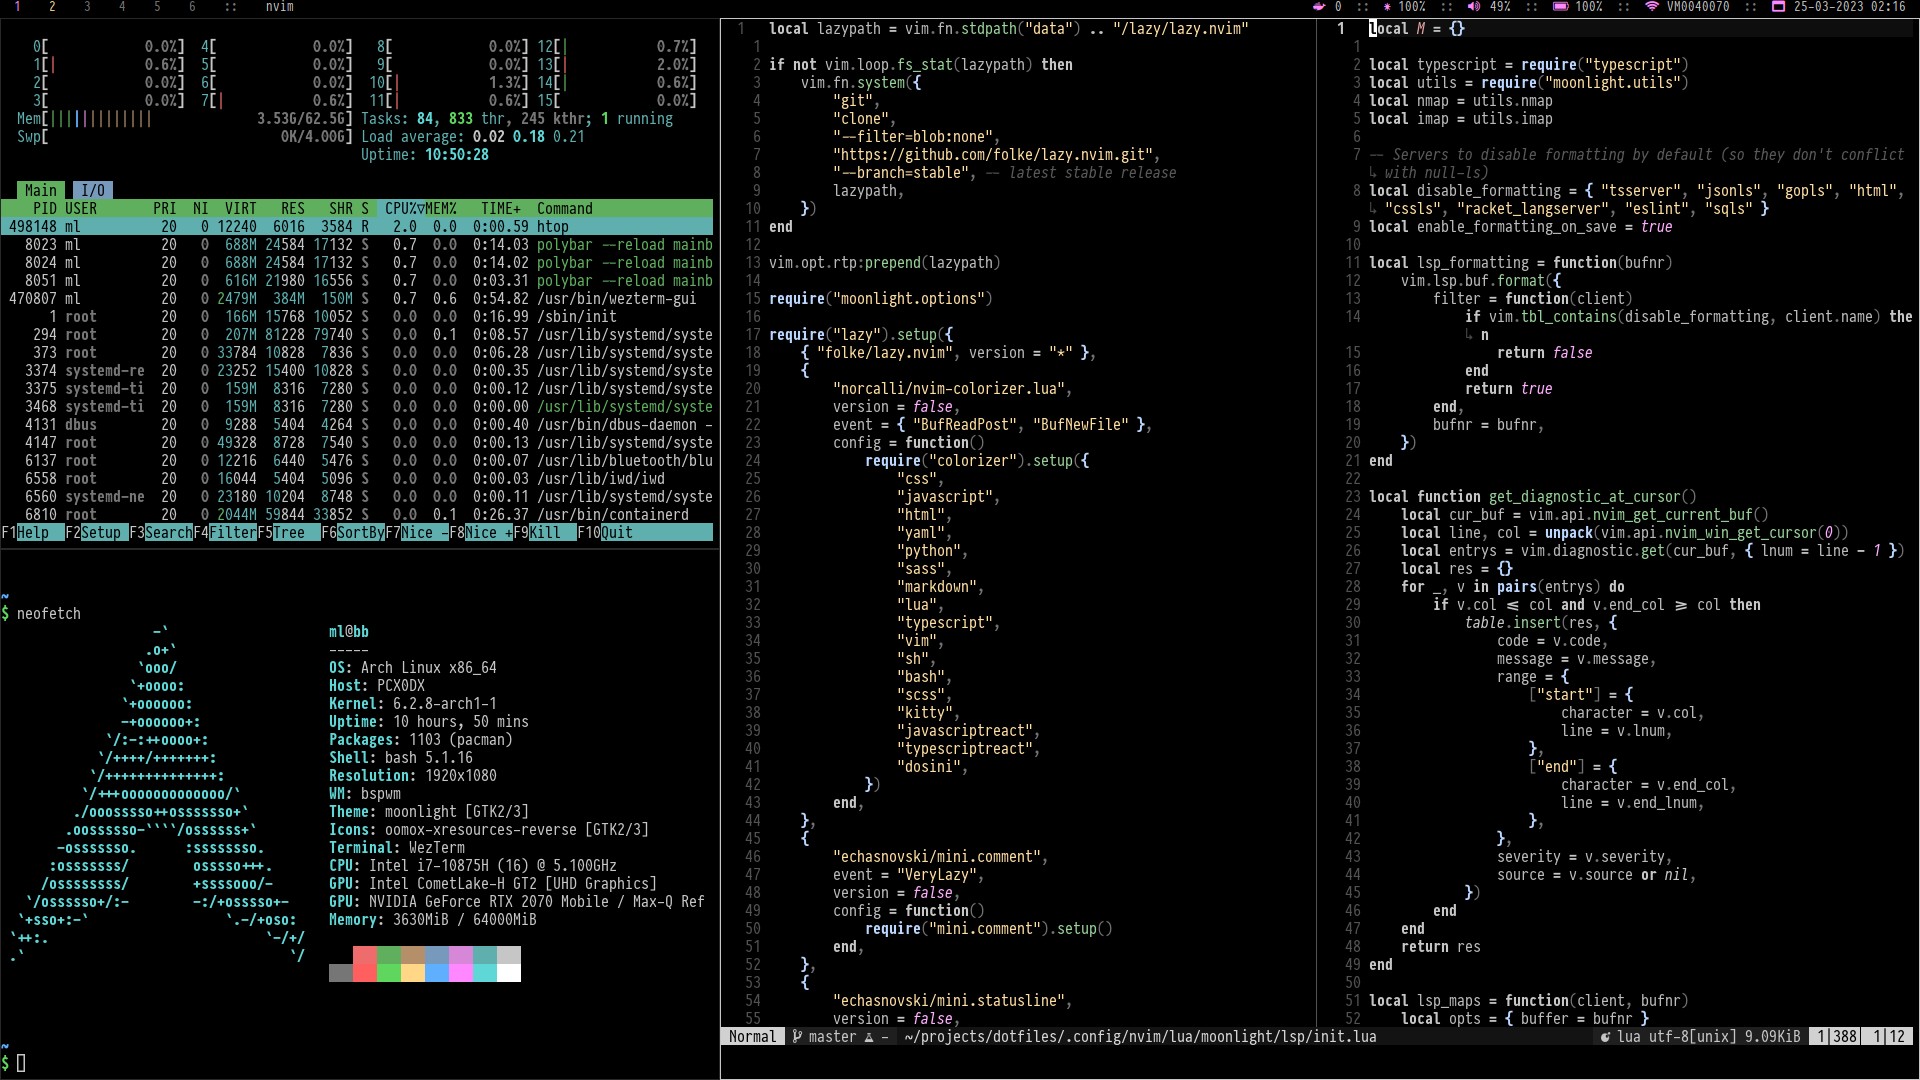 1 2 3 4 5 6 :: nvim
0 :: 100% :: 49% :: 100% :: VM0040070 :: 25-03-2023 02:16
0[ 0.0%] 4[ 0.0%] 8[ 0.0%] 12[| 0.7%]
1[| 0.6%] 5[ 0.0%] 9[ 0.0%] 13[| 2.0%]
2[ 0.0%] 6[ 0.0%] 10[| 1.3%] 14[| 0.6%]
3[ 0.0%] 7[| 0.6%] 11[| 0.6%] 15[ 0.0%]
Mem[||||||||||||| 3.53G/62.5G] Tasks: 84, 833 thr, 245 kthr; 1 running
Swp[ 0K/4.00G] Load average: 0.02 0.18 0.21
Uptime: 10:50:28
Main I/O
PID USER PRI NI VIRT RES SHR S CPU%▽MEM% TIME+ Command
498148 ml 20 0 12240 6016 3584 R 2.0 0.0 0:00.59 htop
8023 ml 20 0 688M 24584 17132 S 0.7 0.0 0:14.03 polybar --reload mainb
8024 ml 20 0 688M 24584 17132 S 0.7 0.0 0:14.02 polybar --reload mainb
8051 ml 20 0 616M 21980 16556 S 0.7 0.0 0:03.31 polybar --reload mainb
470807 ml 20 0 2479M 384M 150M S 0.7 0.6 0:54.82 /usr/bin/wezterm-gui
1 root 20 0 166M 15768 10052 S 0.0 0.0 0:16.99 /sbin/init
294 root 20 0 207M 81228 79740 S 0.0 0.1 0:08.57 /usr/lib/systemd/syste
373 root 20 0 33784 10828 7836 S 0.0 0.0 0:06.28 /usr/lib/systemd/syste
3374 systemd-re 20 0 23252 15400 10828 S 0.0 0.0 0:00.35 /usr/lib/systemd/syste
3375 systemd-ti 20 0 159M 8316 7280 S 0.0 0.0 0:00.12 /usr/lib/systemd/syste
3468 systemd-ti 20 0 159M 8316 7280 S 0.0 0.0 0:00.00 /usr/lib/systemd/syste
4131 dbus 20 0 9288 5404 4264 S 0.0 0.0 0:00.40 /usr/bin/dbus-daemon -
4147 root 20 0 49328 8728 7540 S 0.0 0.0 0:00.13 /usr/lib/systemd/syste
6137 root 20 0 12216 6440 5476 S 0.0 0.0 0:00.07 /usr/lib/bluetooth/blu
6558 root 20 0 16044 5404 5096 S 0.0 0.0 0:00.03 /usr/lib/iwd/iwd
6560 systemd-ne 20 0 23180 10204 8748 S 0.0 0.0 0:00.11 /usr/lib/systemd/syste
6810 root 20 0 2044M 59844 33852 S 0.0 0.1 0:26.37 /usr/bin/containerd
F1Help F2Setup F3SearchF4FilterF5Tree F6SortByF7Nice -F8Nice +F9Kill F10Quit
~
$ neofetch
-` ml@bb
.o+` -----
`ooo/ OS: Arch Linux x86_64
`+oooo: Host: PCX0DX
`+oooooo: Kernel: 6.2.8-arch1-1
-+oooooo+: Uptime: 10 hours, 50 mins
`/:-:++oooo+: Packages: 1103 (pacman)
`/++++/+++++++: Shell: bash 5.1.16
`/++++++++++++++: Resolution: 1920x1080
`/+++ooooooooooooo/` WM: bspwm
./ooosssso++osssssso+` Theme: moonlight [GTK2/3]
.oossssso-````/ossssss+` Icons: oomox-xresources-reverse [GTK2/3]
-osssssso. :ssssssso. Terminal: WezTerm
:osssssss/ osssso+++. CPU: Intel i7-10875H (16) @ 5.100GHz
/ossssssss/ +ssssooo/- GPU: Intel CometLake-H GT2 [UHD Graphics]
`/ossssso+/:- -:/+osssso+- GPU: NVIDIA GeForce RTX 2070 Mobile / Max-Q Ref
`+sso+:-` `.-/+oso: Memory: 3630MiB / 64000MiB
`++:. `-/+/
.` `/
~
$
1 local lazypath = vim.fn.stdpath("data") .. "/lazy/lazy.nvim"
1
2 if not vim.loop.fs_stat(lazypath) then
3 vim.fn.system({
4 "git",
5 "clone",
6 "--filter=blob:none",
7 "https://github.com/folke/lazy.nvim.git",
8 "--branch=stable", -- latest stable release
9 lazypath,
10 })
11 end
12
13 vim.opt.rtp:prepend(lazypath)
14
15 require("moonlight.options")
16
17 require("lazy").setup({
18 { "folke/lazy.nvim", version = "*" },
19 {
20 "norcalli/nvim-colorizer.lua",
21 version = false,
22 event = { "BufReadPost", "BufNewFile" },
23 config = function()
24 require("colorizer").setup({
25 "css",
26 "javascript",
27 "html",
28 "yaml",
29 "python",
30 "sass",
31 "markdown",
32 "lua",
33 "typescript",
34 "vim",
35 "sh",
36 "bash",
37 "scss",
38 "kitty",
39 "javascriptreact",
40 "typescriptreact",
41 "dosini",
42 })
43 end,
44 },
45 {
46 "echasnovski/mini.comment",
47 event = "VeryLazy",
48 version = false,
49 config = function()
50 require("mini.comment").setup()
51 end,
52 },
53 {
54 "echasnovski/mini.statusline",
55 version = false,
1 local M = {}
1
2 local typescript = require("typescript")
3 local utils = require("moonlight.utils")
4 local nmap = utils.nmap
5 local imap = utils.imap
6
7 -- Servers to disable formatting by default (so they don't conflict
↳ with null-ls)
8 local disable_formatting = { "tsserver", "jsonls", "gopls", "html",
↳ "cssls", "racket_langserver", "eslint", "sqls" }
9 local enable_formatting_on_save = true
10
11 local lsp_formatting = function(bufnr)
12 vim.lsp.buf.format({
13 filter = function(client)
14 if vim.tbl_contains(disable_formatting, client.name) the
↳ n
15 return false
16 end
17 return true
18 end,
19 bufnr = bufnr,
20 })
21 end
22
23 local function get_diagnostic_at_cursor()
24 local cur_buf = vim.api.nvim_get_current_buf()
25 local line, col = unpack(vim.api.nvim_win_get_cursor(0))
26 local entrys = vim.diagnostic.get(cur_buf, { lnum = line - 1 })
27 local res = {}
28 for _, v in pairs(entrys) do
29 if v.col <= col and v.end_col >= col then
30 table.insert(res, {
31 code = v.code,
32 message = v.message,
33 range = {
34 ["start"] = {
35 character = v.col,
36 line = v.lnum,
37 },
38 ["end"] = {
39 character = v.end_col,
40 line = v.end_lnum,
41 },
42 },
43 severity = v.severity,
44 source = v.source or nil,
45 })
46 end
47 end
48 return res
49 end
50
51 local lsp_maps = function(client, bufnr)
52 local opts = { buffer = bufnr }
Normal master - ~/projects/dotfiles/.config/nvim/lua/moonlight/lsp/init.lua lua utf-8[unix] 9.09KiB 1|388 1|12